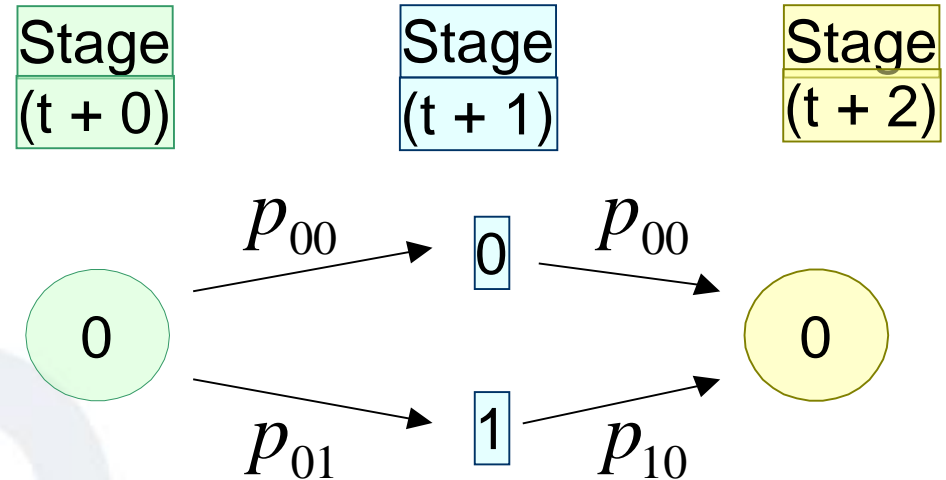 Stage Stage Stage
(t + 0) (t + 1) (t + 2)
p00 p00
0
0 0
1
p01 p10